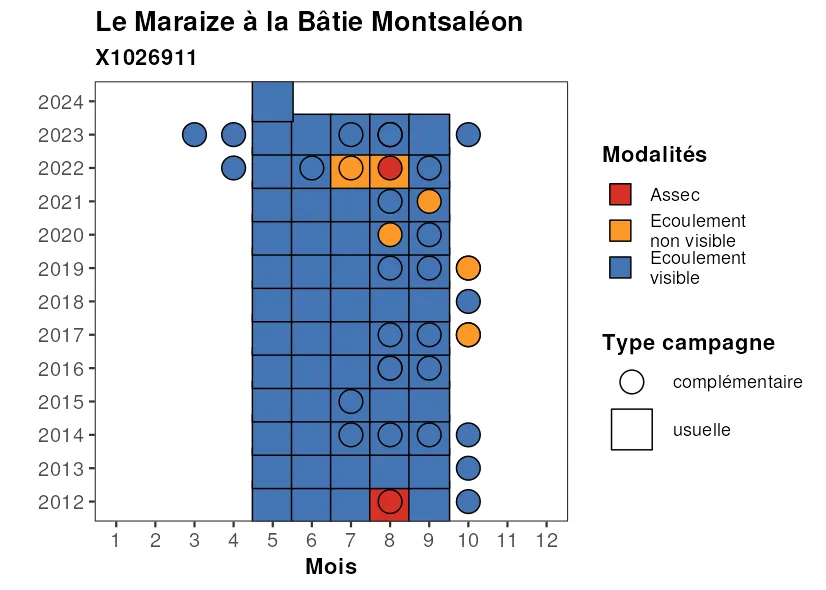 Le Maraize à la Bâtie Montsaléon
X1026911
2024
2023
2022
2021
2020
2019
2018
2017
2016
2015
2014
2013
2012
1 2 3 4 5 6 7 8 9 10 11 12
Mois
Modalités
Assec
Ecoulement
non visible
Ecoulement
visible
Type campagne
complémentaire
usuelle